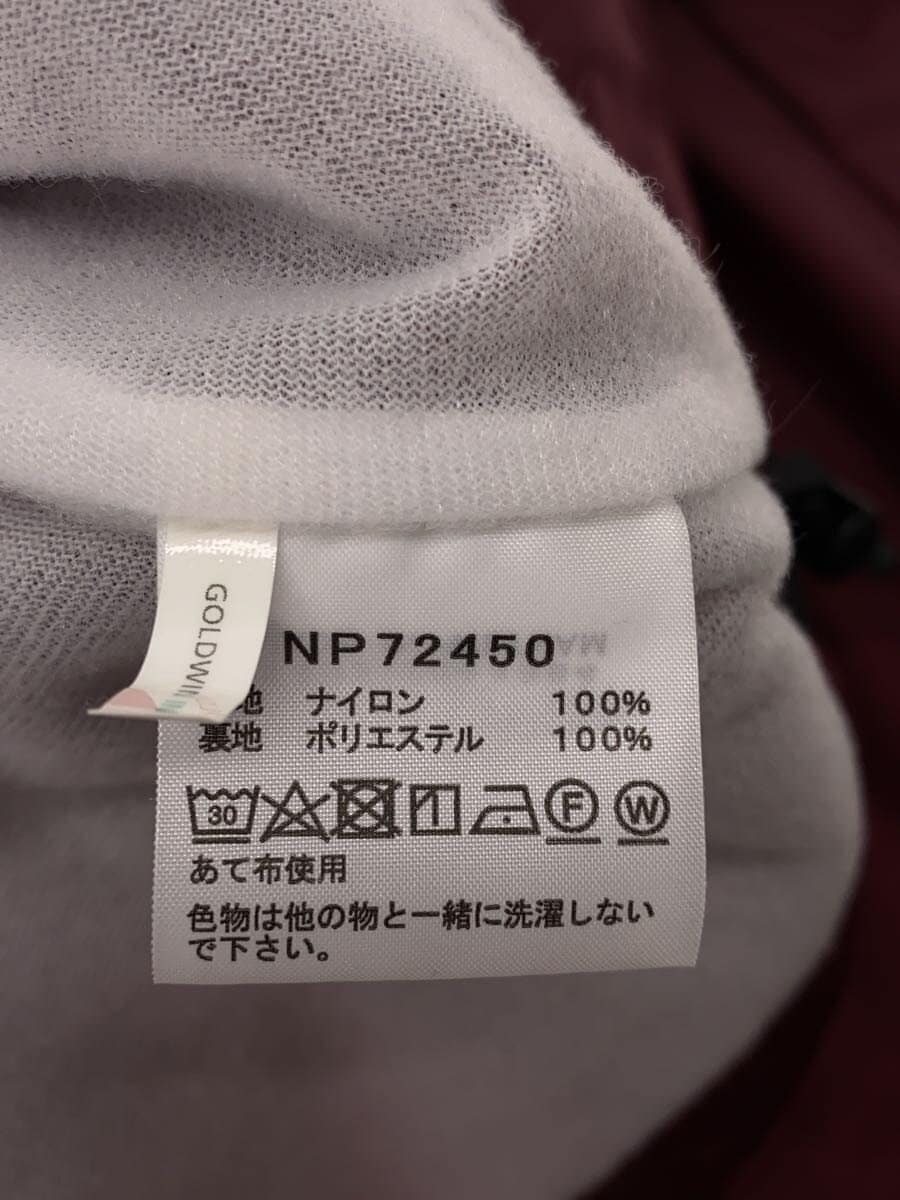 GOLDWIN
NP72450
地 ナイロン 100%
裏地 ポリエステル 100%
30 F W
あて布使用
色物は他の物と一緒に洗濯しない
で下さい。